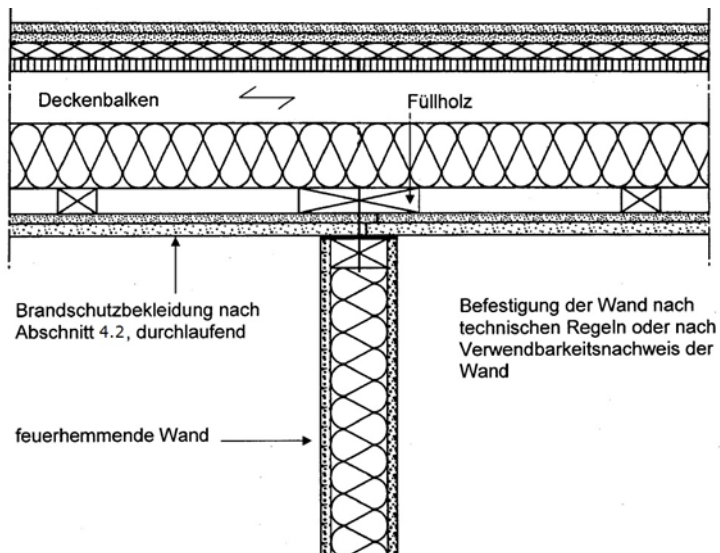 Deckenbalken
Füllholz
Brandschutzbekleidung nach
Abschnitt 4.2, durchlaufend
Befestigung der Wand nach
technischen Regeln oder nach
Verwendbarkeitsnachweis der
Wand
feuerhemmende Wand